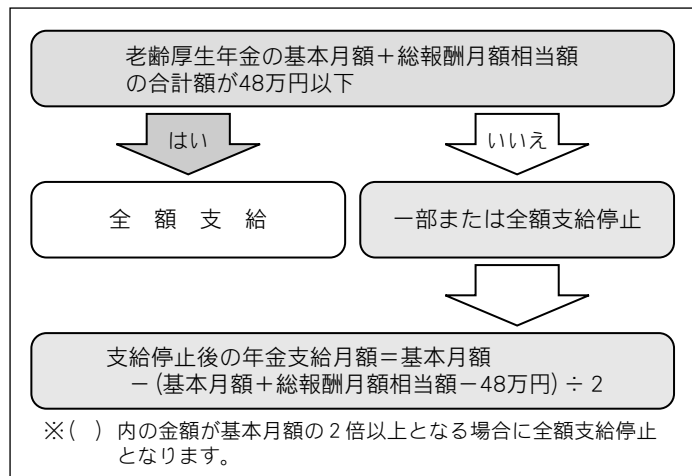 老齢厚生年金の基本月額＋総報酬月額相当額
の合計額が48万円以下
はい
いいえ
全 額 支 給
一部または全額支給停止
支給停止後の年金支給月額＝基本月額
－(基本月額＋総報酬月額相当額－48万円)÷2
※( )内の金額が基本月額の2倍以上となる場合に全額支給停止
となります。